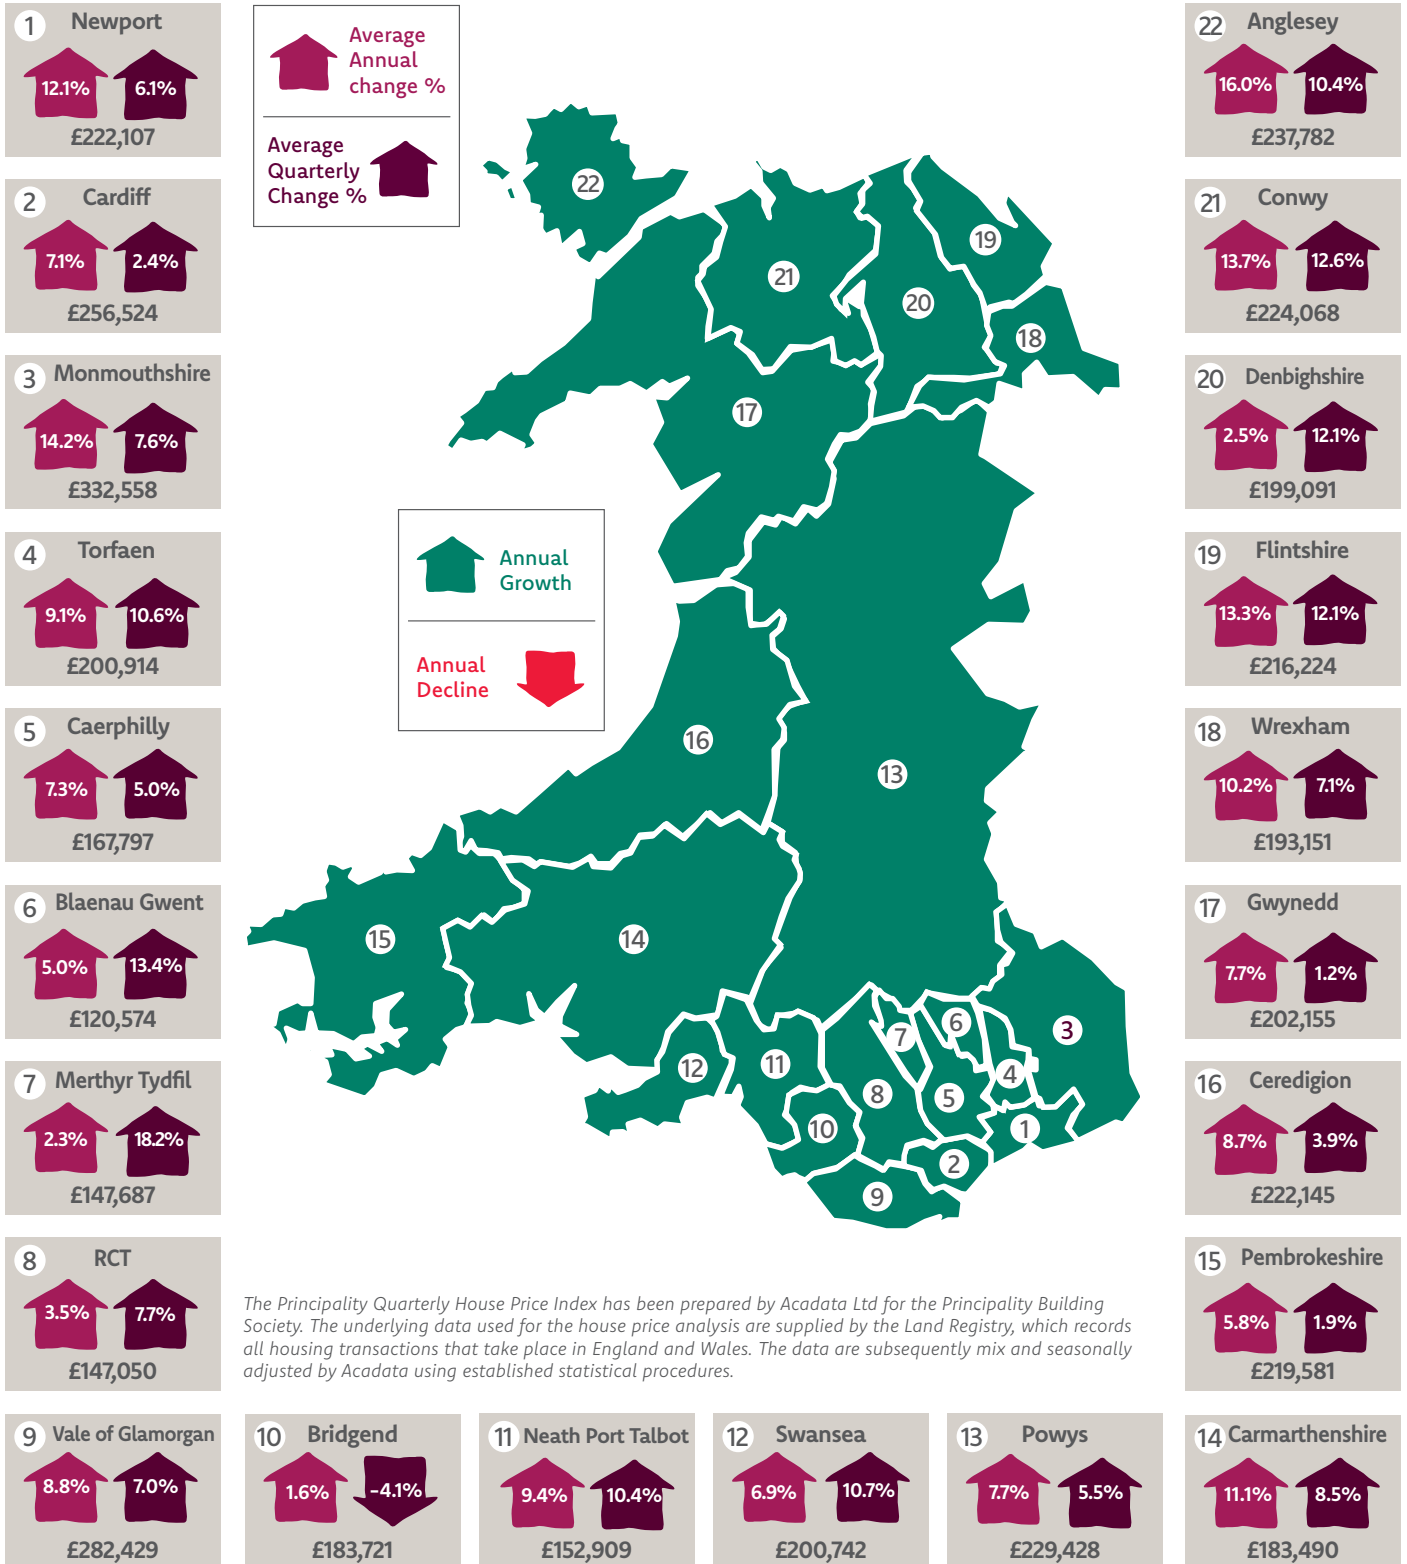 1 Newport
12.1% 6.1%
£222,107
2 Cardiff
7.1% 2.4%
£256,524
3 Monmouthshire
14.2% 7.6%
£332,558
4 Torfaen
9.1% 10.6%
£200,914
5 Caerphilly
7.3% 5.0%
£167,797
6 Blaenau Gwent
5.0% 13.4%
£120,574
7 Merthyr Tydfil
2.3% 18.2%
£147,687
8 RCT
3.5% 7.7%
£147,050
9 Vale of Glamorgan
8.8% 7.0%
£282,429
10 Bridgend
1.6% -4.1%
£183,721
11 Neath Port Talbot
9.4% 10.4%
£152,909
12 Swansea
6.9% 10.7%
£200,742
13 Powys
7.7% 5.5%
£229,428
14 Carmarthenshire
11.1% 8.5%
£183,490
15 Pembrokeshire
5.8% 1.9%
£219,581
16 Ceredigion
8.7% 3.9%
£222,145
17 Gwynedd
7.7% 1.2%
£202,155
18 Wrexham
10.2% 7.1%
£193,151
19 Flintshire
13.3% 12.1%
£216,224
20 Denbighshire
2.5% 12.1%
£199,091
21 Conwy
13.7% 12.6%
£224,068
22 Anglesey
16.0% 10.4%
£237,782
Average
Annual
change %
Average
Quarterly
Change %
Annual
Growth
Annual
Decline
22
19
21
20
18
17
16
13
15
14
3
6
7
11
12
4
8
5
10
1
2
9
The Principality Quarterly House Price Index has been prepared by Acadata Ltd for the Principality Building
Society. The underlying data used for the house price analysis are supplied by the Land Registry, which records
all housing transactions that take place in England and Wales. The data are subsequently mix and seasonally
adjusted by Acadata using established statistical procedures.